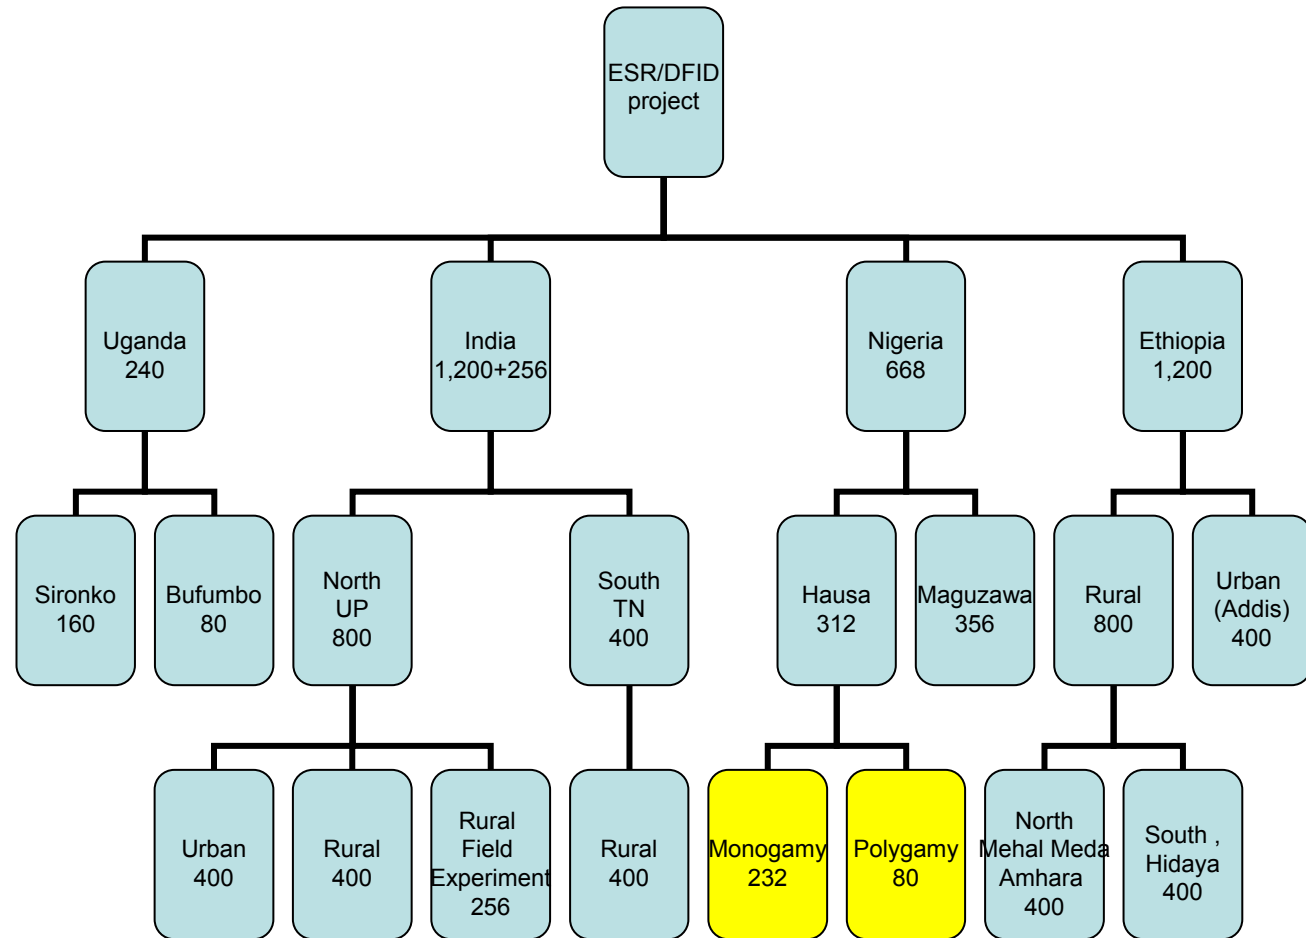 ESR/DFID
project
Uganda
240
India
1,200+256
Nigeria
668
Ethiopia
1,200
Sironko
160
Bufumbo
80
North
UP
800
South
TN
400
Hausa
312
Maguzawa
356
Rural
800
Urban
(Addis)
400
Urban
400
Rural
400
Rural
Field
Experiment
256
Rural
400
Monogamy
232
Polygamy
80
North
Mehal Meda
Amhara
400
South ,
Hidaya
400